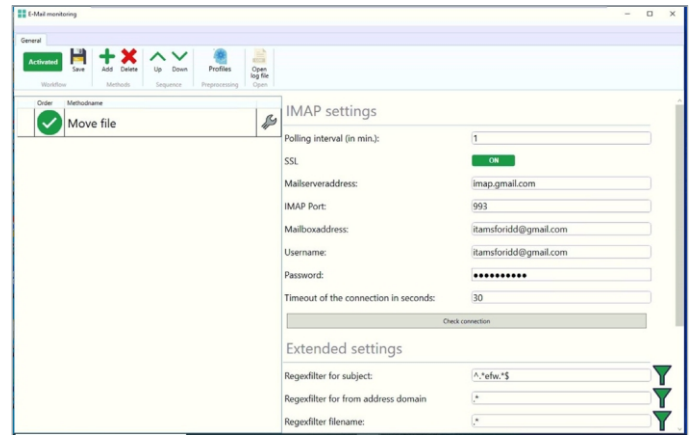 E-Mail monitoring
General
Activated Save Add Delete Up Down Profiles Open log file
Workflow Methods Sequence Preprocessing Open
Order Methodname
Move file
IMAP settings
Polling interval (in min.): 1
SSL ON
Mailserveraddress: imap.gmail.com
IMAP Port: 993
Mailboxaddress: itamsforidd@gmail.com
Username: itamsforidd@gmail.com
Password: ●●●●●●●●●●
Timeout of the connection in seconds: 30
Check connection
Extended settings
Regexfilter for subject: ^.*efw.*$
Regexfilter for from address domain .*
Regexfilter filename: .*